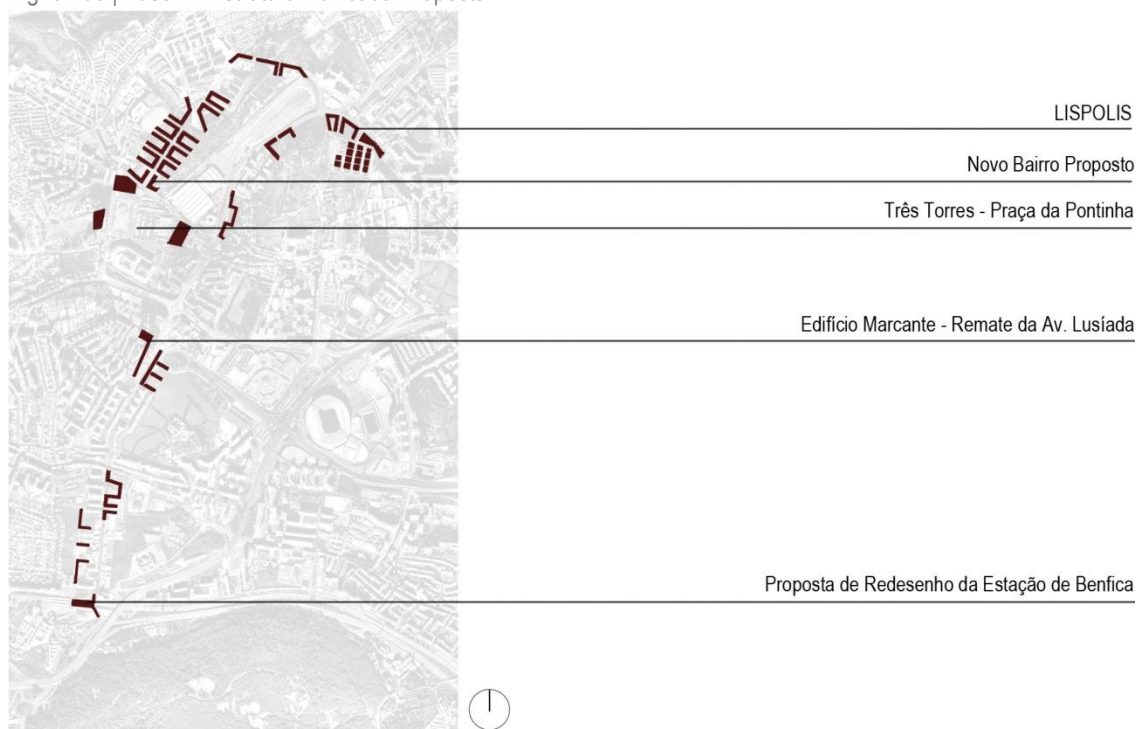 LISPOLIS
Novo Bairro Proposto
Três Torres - Praça da Pontinha
Edifício Marcante - Remate da Av. Lusíada
Proposta de Redesenho da Estação de Benfica